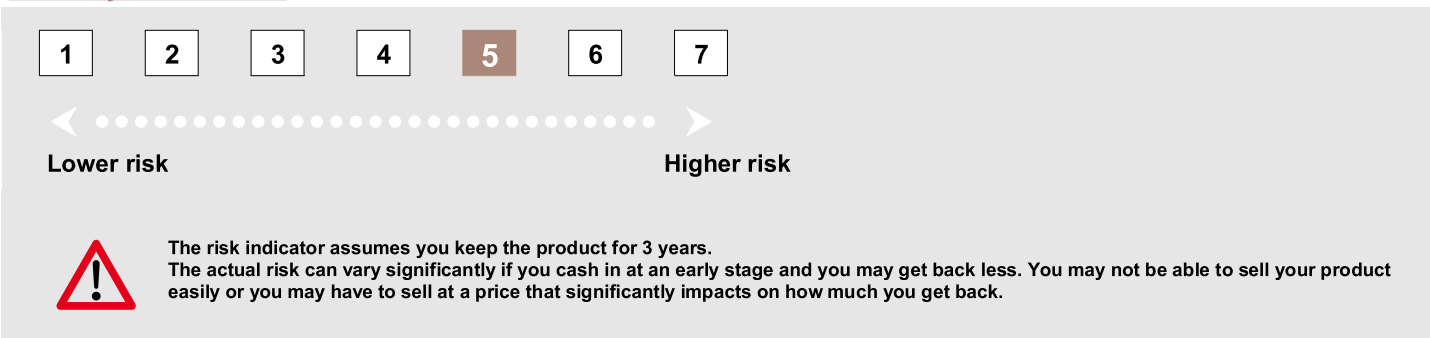 1 2 3 4 5 6 7
Lower risk Higher risk
The risk indicator assumes you keep the product for 3 years.
The actual risk can vary significantly if you cash in at an early stage and you may get back less. You may not be able to sell your product
easily or you may have to sell at a price that significantly impacts on how much you get back.